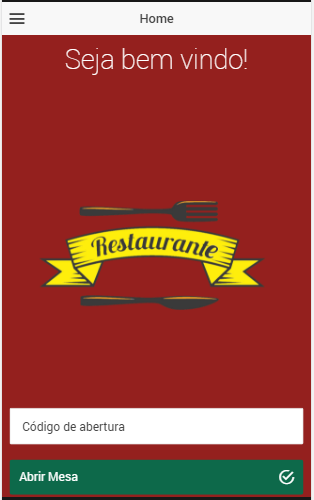 Home
Seja bem vindo!
Restaurante
Código de abertura
Abrir Mesa